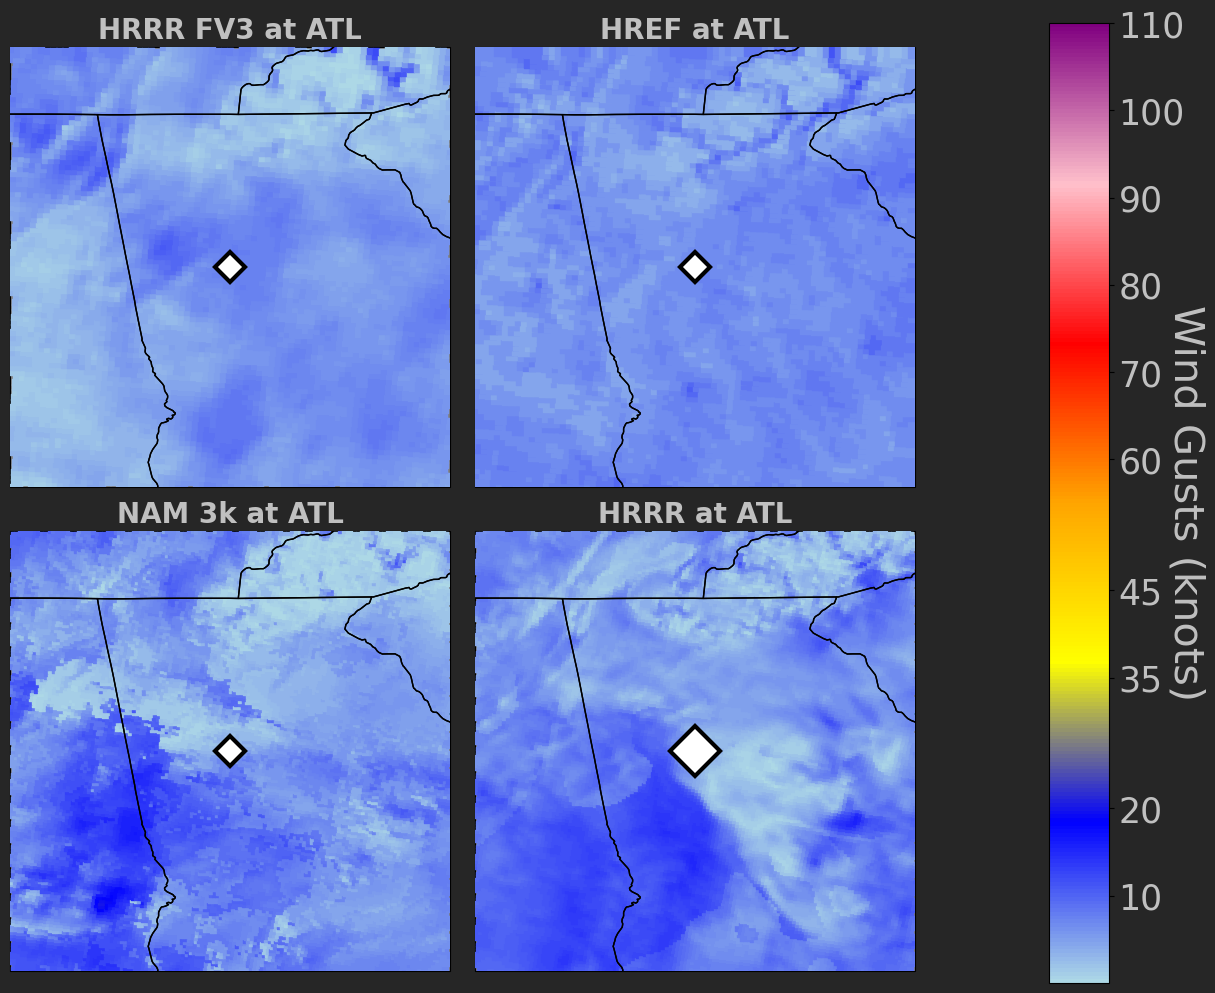 HRRR FV3 at ATL
HREF at ATL
NAM 3k at ATL
HRRR at ATL
110
100
90
80
70
60
45
35
20
10
Wind Gusts (knots)